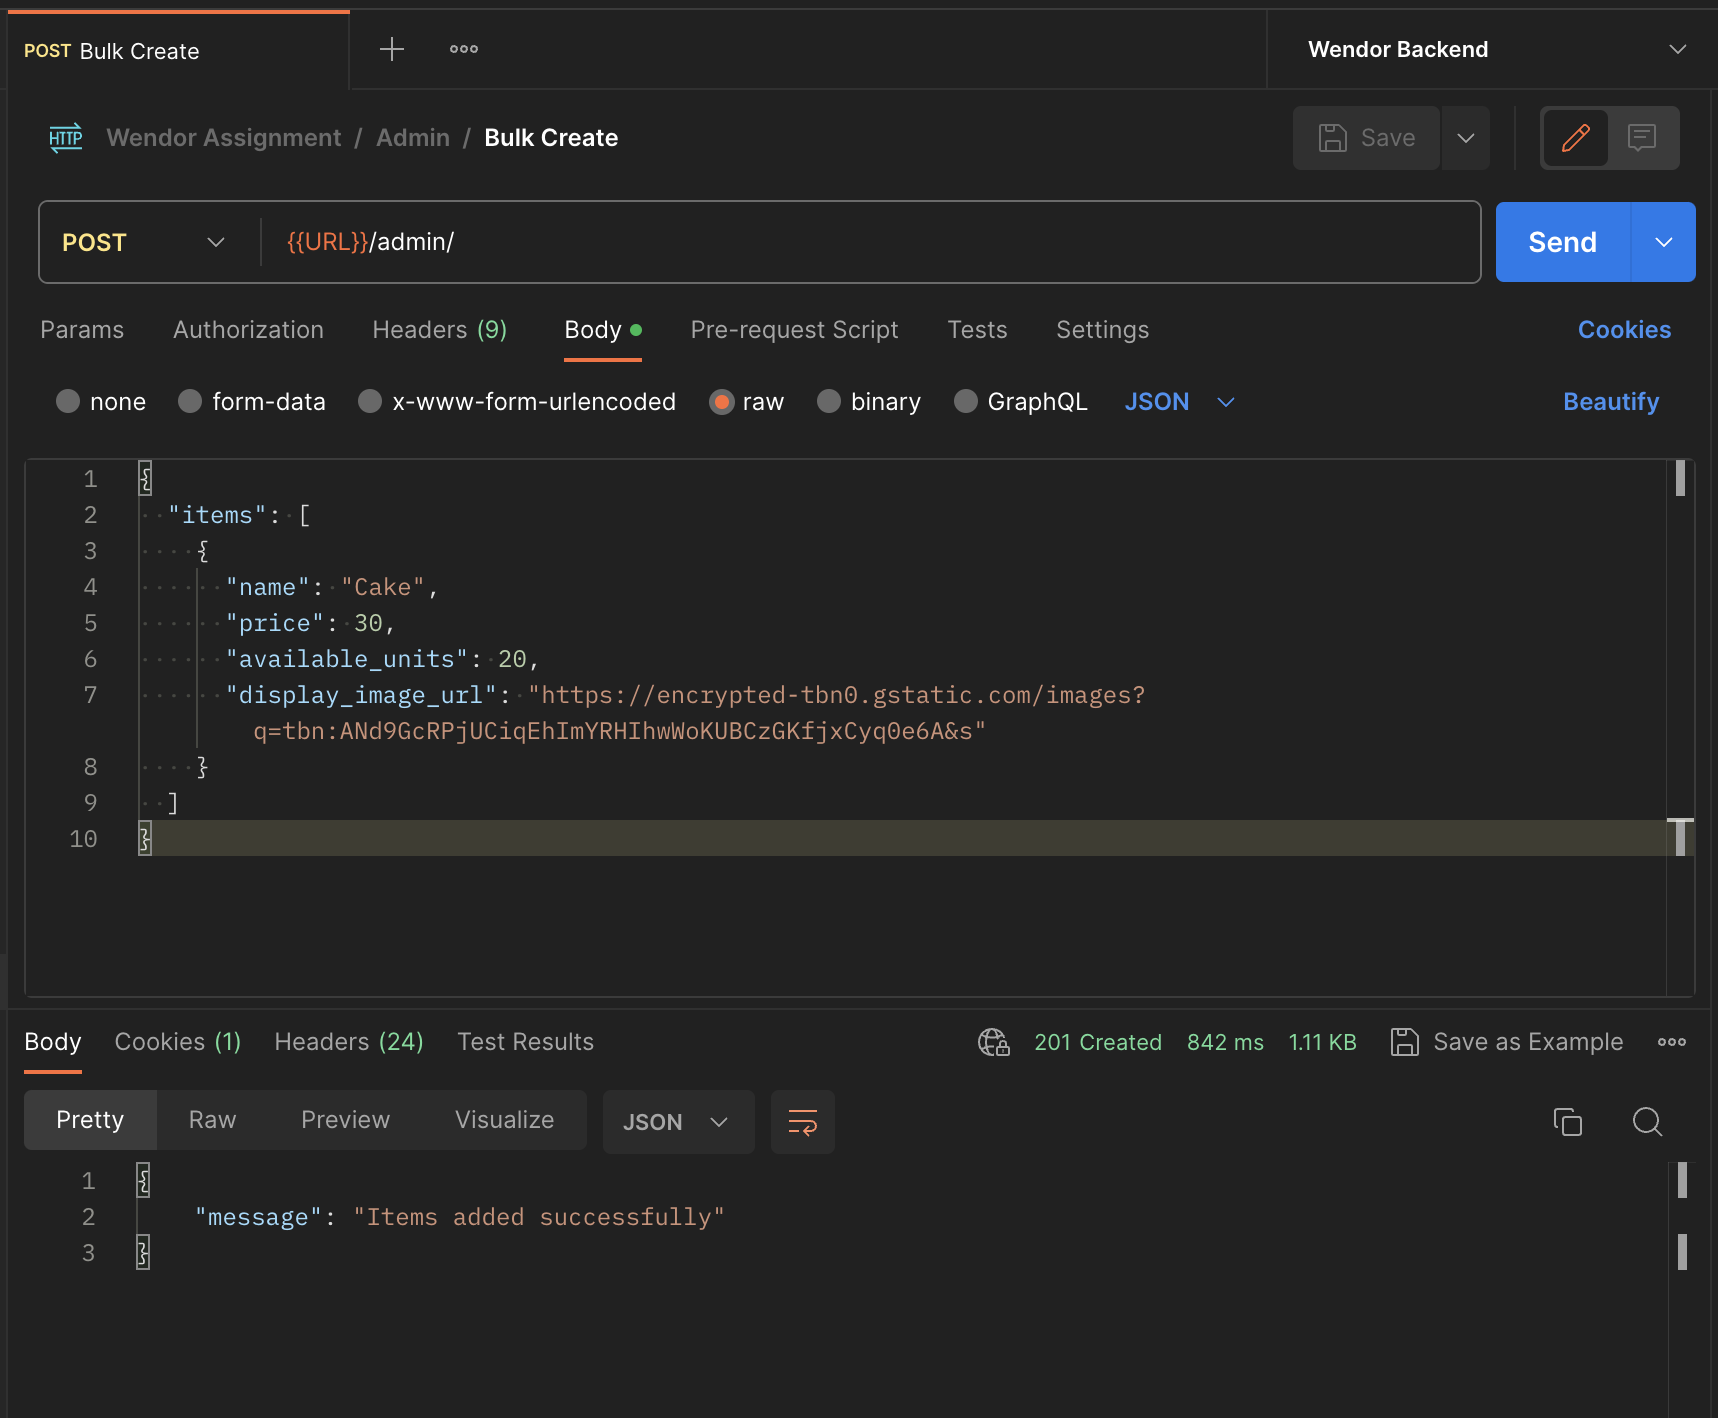 POST Bulk Create
Wendor Backend
HTTP Wendor Assignment / Admin / Bulk Create
Save
POST {{URL}}/admin/
Send
Params Authorization Headers (9) Body Pre-request Script Tests Settings Cookies
none form-data x-www-form-urlencoded raw binary GraphQL JSON Beautify
1 {
2 "items": [
3 {
4 "name": "Cake",
5 "price": 30,
6 "available_units": 20,
7 "display_image_url": "https://encrypted-tbn0.gstatic.com/images?
q=tbn:ANd9GcRPjUCiqEhImYRHIhwWoKUBCzGKfjxCyq0e6A&s"
8 }
9 ]
10 }
Body Cookies (1) Headers (24) Test Results 201 Created 842 ms 1.11 KB Save as Example
Pretty Raw Preview Visualize JSON
1 {
2 "message": "Items added successfully"
3 }